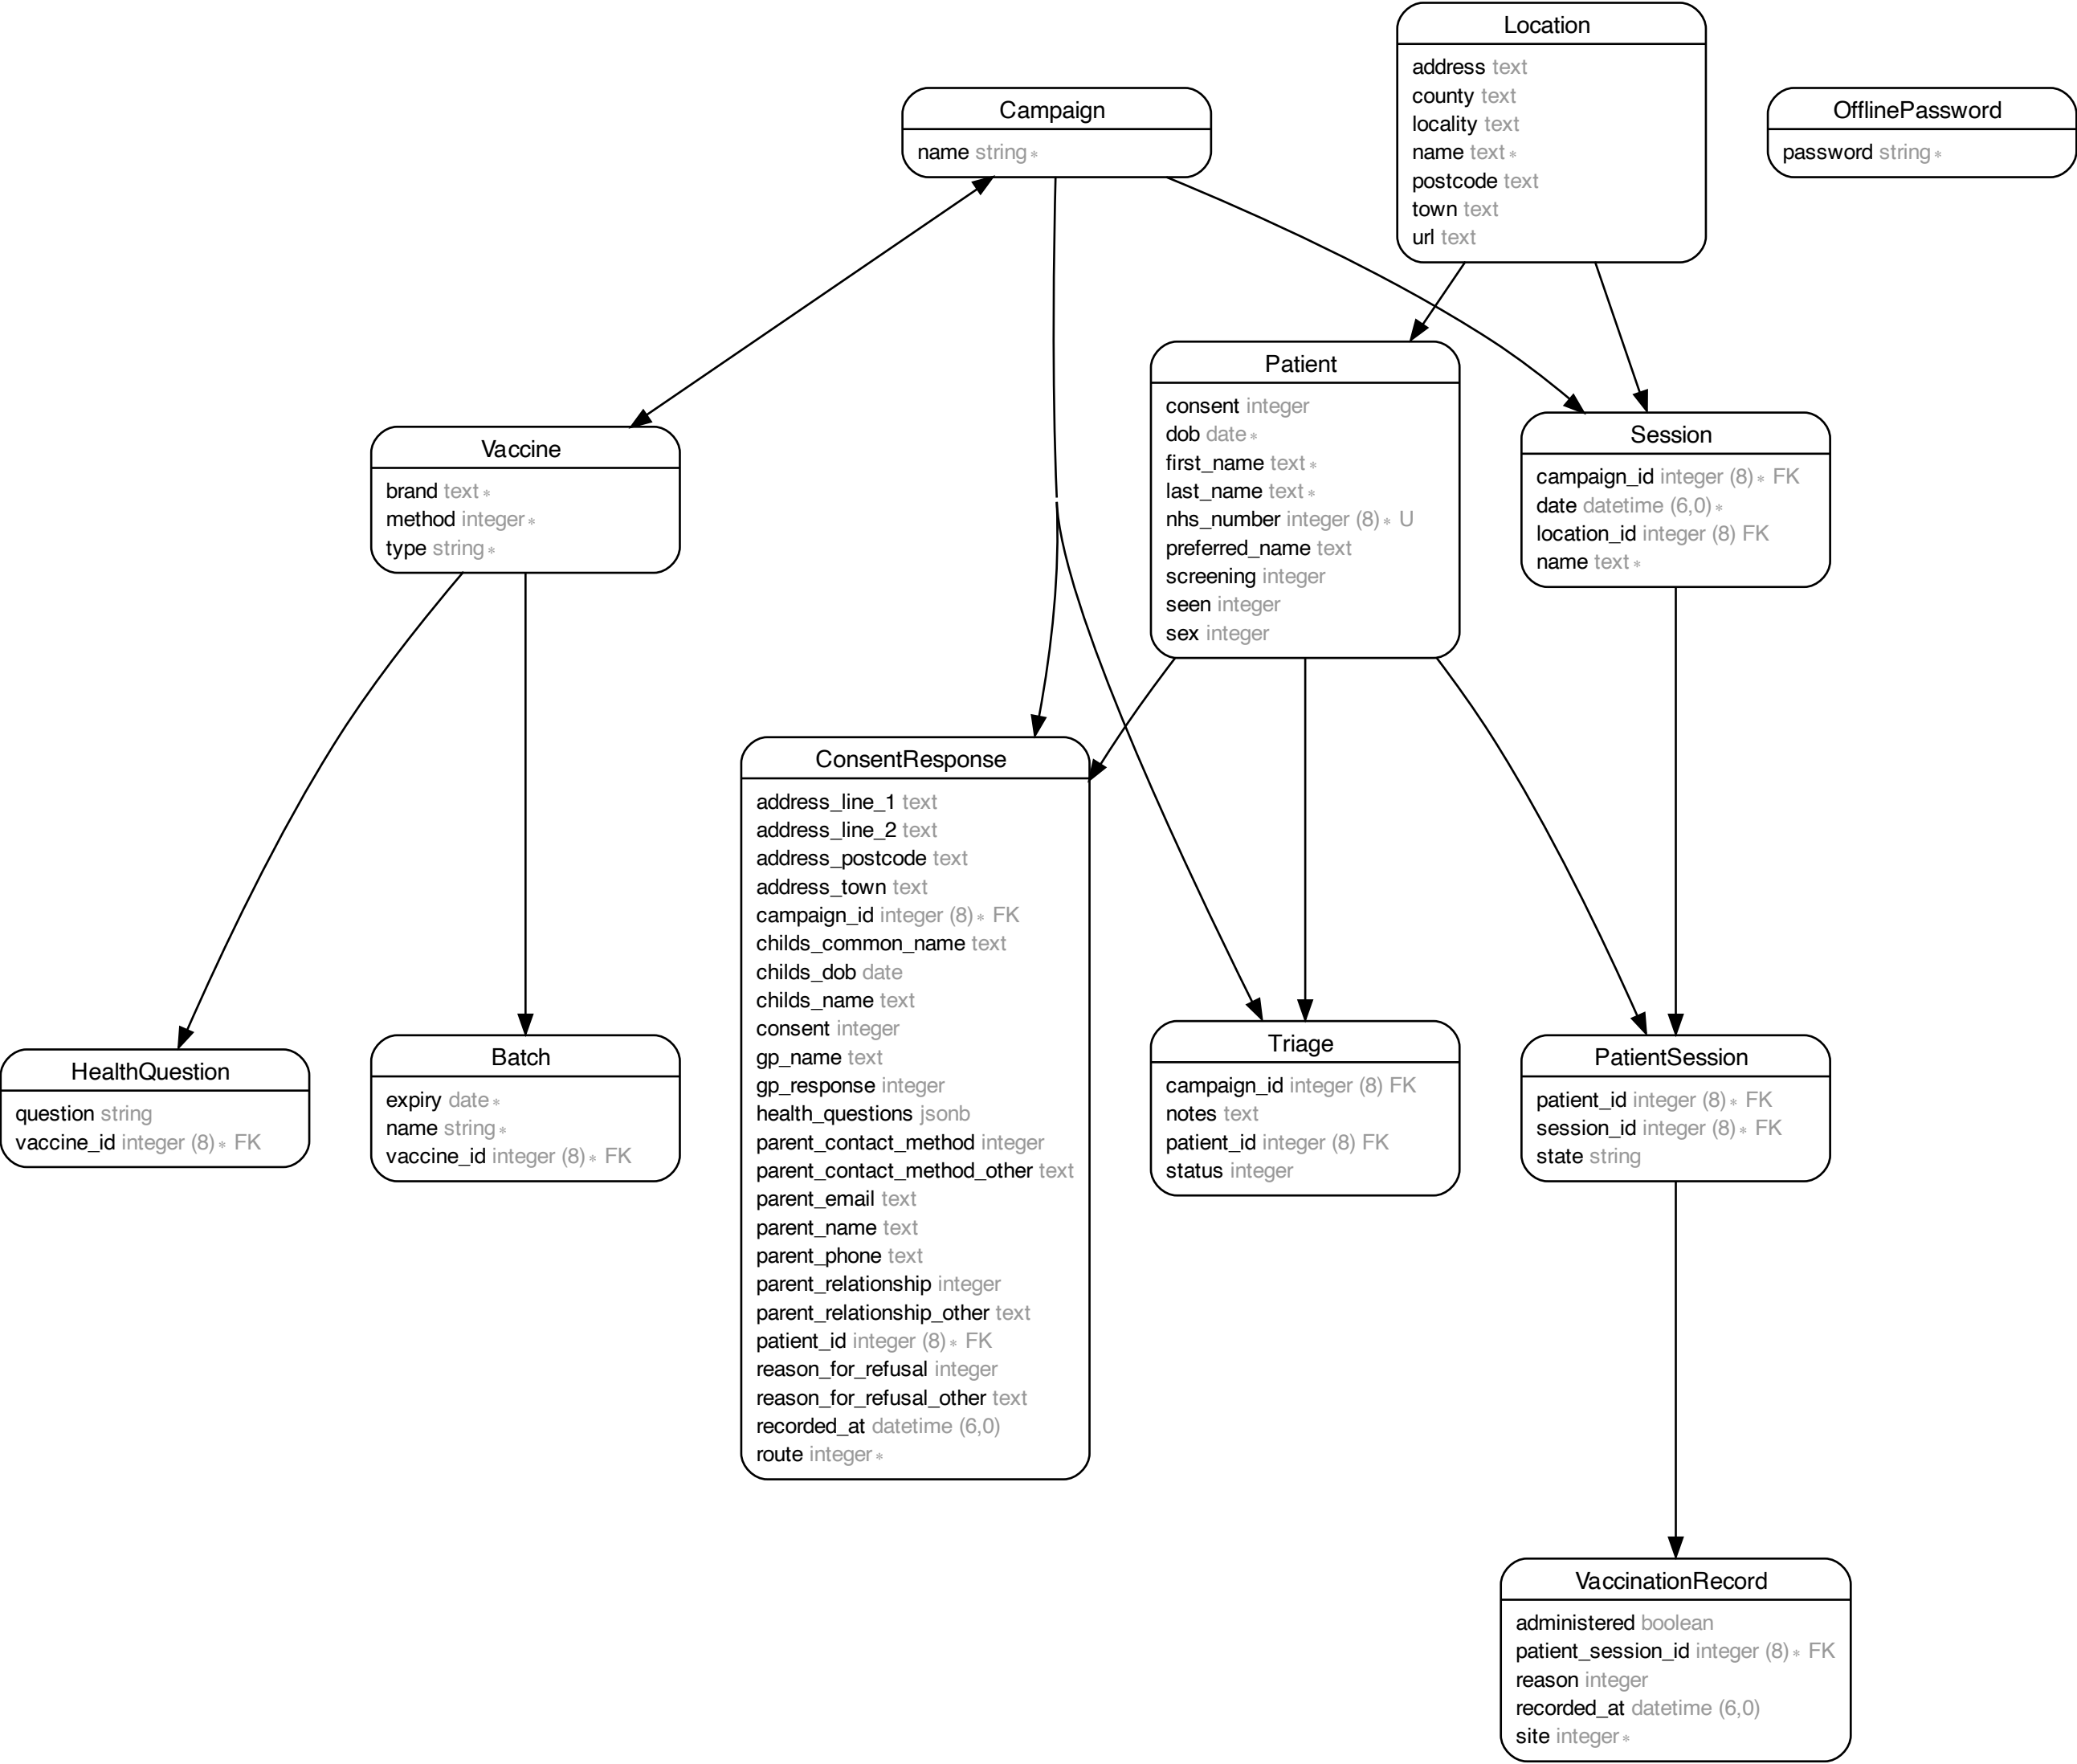 Location
address text
county text
locality text
name text *
postcode text
town text
url text
Campaign
name string *
OfflinePassword
password string *
Patient
consent integer
dob date *
first_name text *
last_name text *
nhs_number integer (8) * U
preferred_name text
screening integer
seen integer
sex integer
Session
campaign_id integer (8) * FK
date datetime (6,0) *
location_id integer (8) FK
name text *
Vaccine
brand text *
method integer *
type string *
ConsentResponse
address_line_1 text
address_line_2 text
address_postcode text
address_town text
campaign_id integer (8) * FK
childs_common_name text
childs_dob date
childs_name text
consent integer
gp_name text
gp_response integer
health_questions jsonb
parent_contact_method integer
parent_contact_method_other text
parent_email text
parent_name text
parent_phone text
parent_relationship integer
parent_relationship_other text
patient_id integer (8) * FK
reason_for_refusal integer
reason_for_refusal_other text
recorded_at datetime (6,0)
route integer *
HealthQuestion
question string
vaccine_id integer (8) * FK
Batch
expiry date *
name string *
vaccine_id integer (8) * FK
Triage
campaign_id integer (8) FK
notes text
patient_id integer (8) FK
status integer
PatientSession
patient_id integer (8) * FK
session_id integer (8) * FK
state string
VaccinationRecord
administered boolean
patient_session_id integer (8) * FK
reason integer
recorded_at datetime (6,0)
site integer *